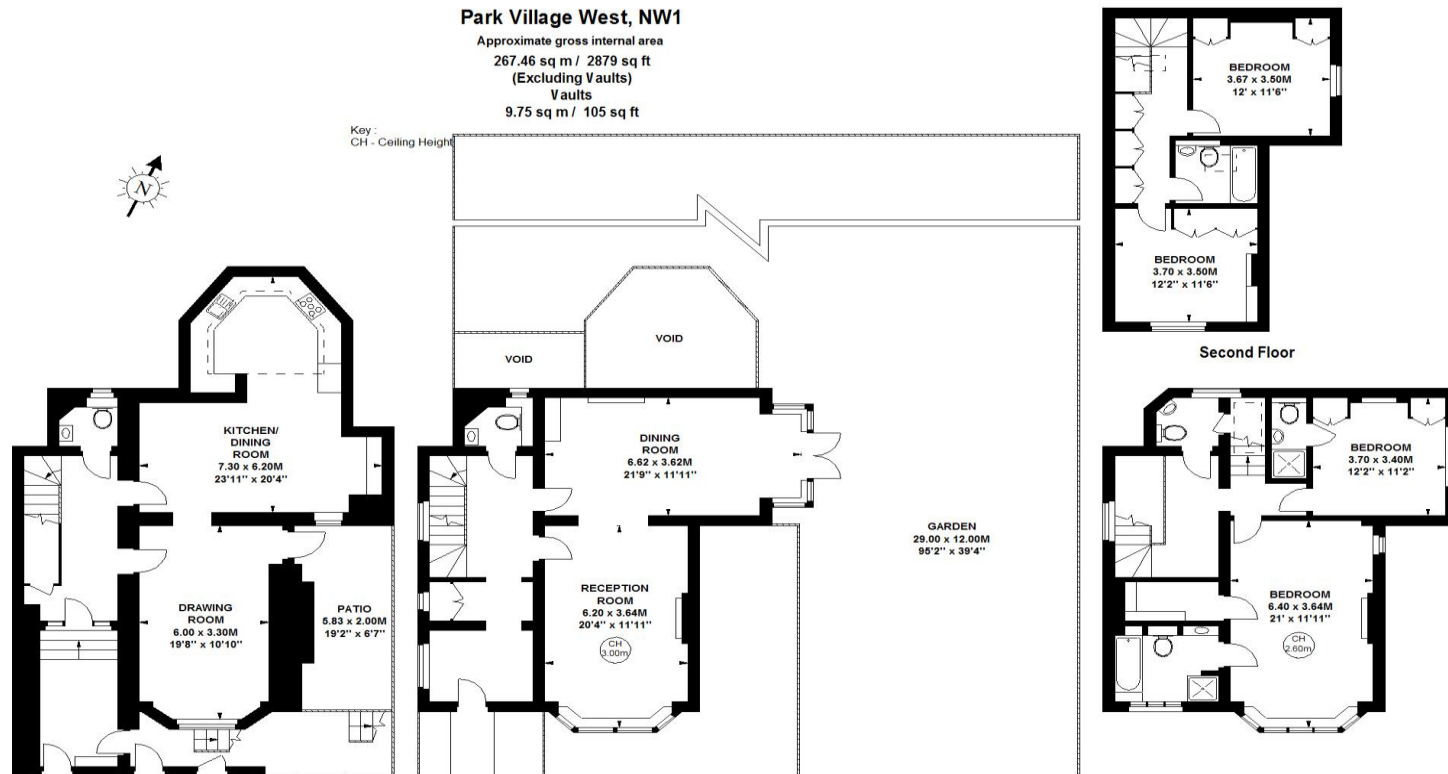 Park Village West, NW1
Approximate gross internal area
267.46 sq m / 2879 sq ft
(Excluding Vaults)
Vaults
9.75 sq m / 105 sq ft
Key :
CH - Ceiling Height
N
KITCHEN/
DINING
ROOM
7.30 x 6.20M
23'11" x 20'4"
DRAWING
ROOM
6.00 x 3.30M
19'8" x 10'10"
PATIO
5.83 x 2.00M
19'2" x 6'7"
VOID
VOID
DINING
ROOM
6.62 x 3.62M
21'9" x 11'11"
RECEPTION
ROOM
6.20 x 3.64M
20'4" x 11'11"
CH
3.00m
GARDEN
29.00 x 12.00M
95'2" x 39'4"
BEDROOM
3.67 x 3.50M
12' x 11'6"
BEDROOM
3.70 x 3.50M
12'2" x 11'6"
Second Floor
BEDROOM
3.70 x 3.40M
12'2" x 11'2"
BEDROOM
6.40 x 3.64M
21' x 11'11"
CH
2.60m